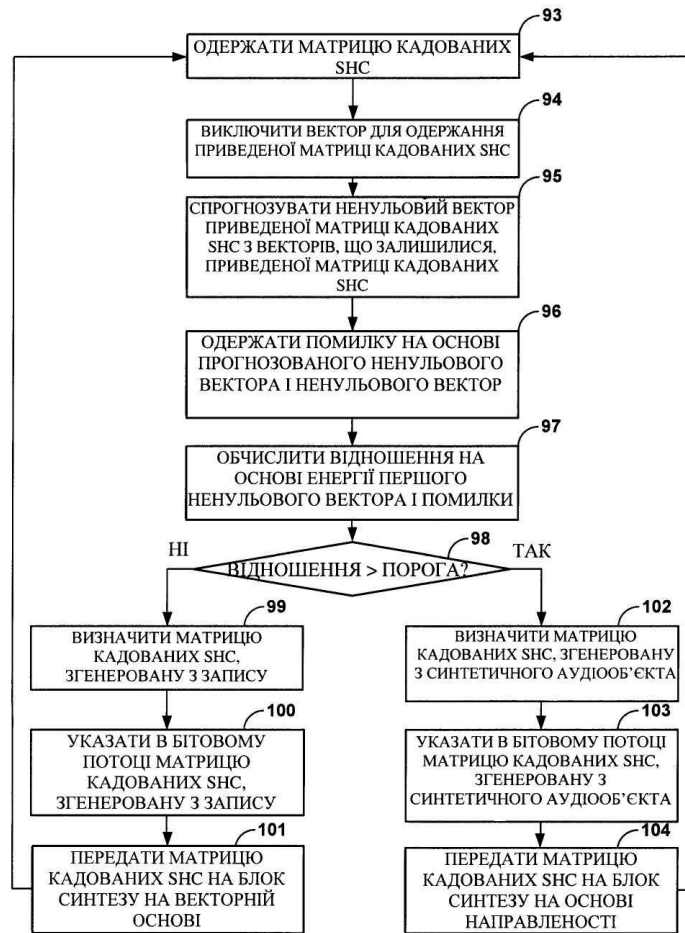 93
ОДЕРЖАТИ МАТРИЦЮ КАДОВАНИХ
SHC
94
ВИКЛЮЧИТИ ВЕКТОР ДЛЯ ОДЕРЖАННЯ
ПРИВЕДЕНОЇ МАТРИЦІ КАДОВАНИХ SHC
95
СПРОГНОЗУВАТИ НЕНУЛЬОВИЙ ВЕКТОР
ПРИВЕДЕНОЇ МАТРИЦІ КАДОВАНИХ
SHC З ВЕКТОРІВ, ЩО ЗАЛИШИЛИСЯ,
ПРИВЕДЕНОЇ МАТРИЦІ КАДОВАНИХ
SHC
96
ОДЕРЖАТИ ПОМИЛКУ НА ОСНОВІ
ПРОГНОЗОВАНОГО НЕНУЛЬОВОГО
ВЕКТОРА І НЕНУЛЬОВОГО ВЕКТОР
97
ОБЧИСЛИТИ ВІДНОШЕННЯ НА
ОСНОВІ ЕНЕРГІЇ ПЕРШОГО
НЕНУЛЬОВОГО ВЕКТОРА І ПОМИЛКИ
98
НІ
ТАК
ВІДНОШЕННЯ > ПОРОГА?
99
ВИЗНАЧИТИ МАТРИЦЮ
КАДОВАНИХ SHC,
ЗГЕНЕРОВАНУ З ЗАПИСУ
100
УКАЗАТИ В БІТОВОМУ
ПОТОЦІ МАТРИЦЮ
КАДОВАНИХ SHC,
ЗГЕНЕРОВАНУ З ЗАПИСУ
101
ПЕРЕДАТИ МАТРИЦЮ
КАДОВАНИХ SHC НА БЛОК
СИНТЕЗУ НА ВЕКТОРНІЙ
ОСНОВІ
102
ВИЗНАЧИТИ МАТРИЦЮ
КАДОВАНИХ SHC, ЗГЕНЕРОВАНУ
З СИНТЕТИЧНОГО АУДІООБ’ЄКТА
103
УКАЗАТИ В БІТОВОМУ ПОТОЦІ
МАТРИЦЮ КАДОВАНИХ SHC,
ЗГЕНЕРОВАНУ З
СИНТЕТИЧНОГО АУДІООБ’ЄКТА
104
ПЕРЕДАТИ МАТРИЦЮ
КАДОВАНИХ SHC НА БЛОК
СИНТЕЗУ НА ОСНОВІ
НАПРАВЛЕНОСТІ